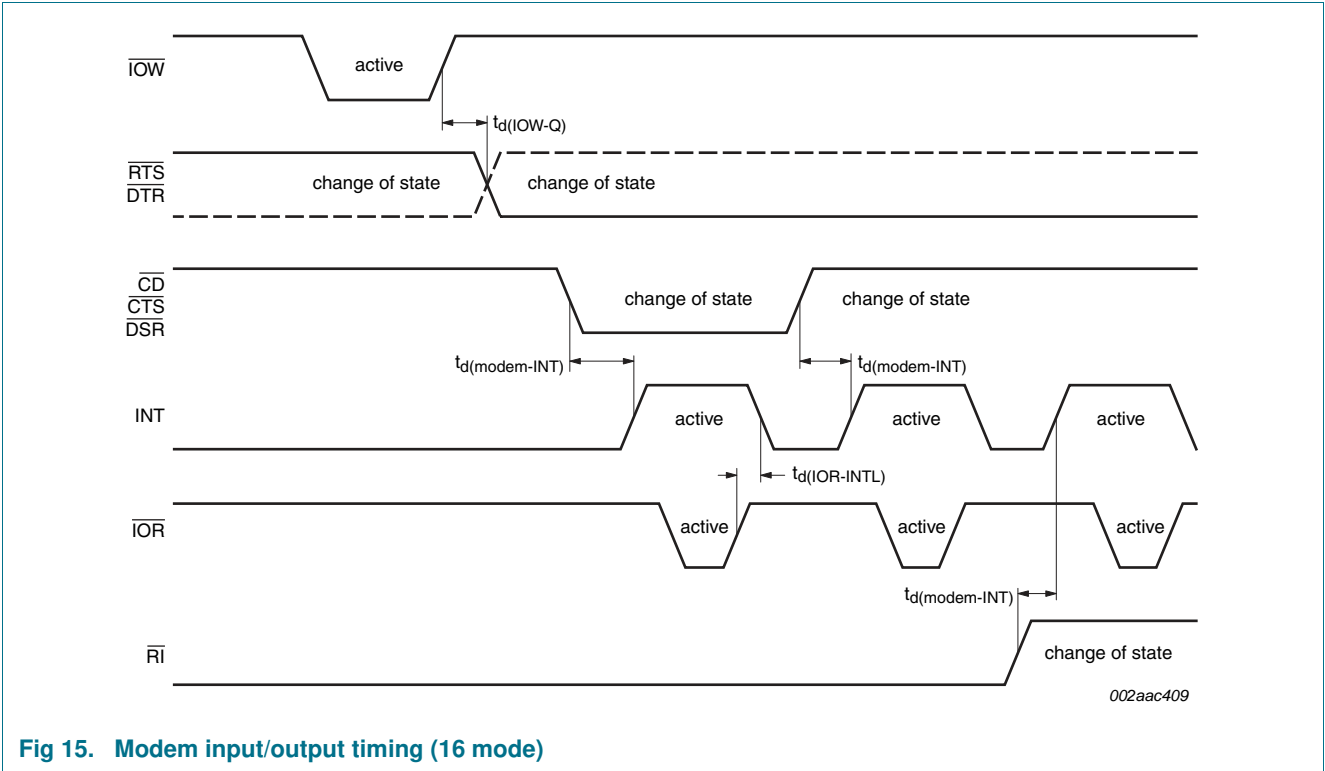 IOW
active
td(IOW-Q)
RTS
DTR
change of state
change of state
CD
CTS
DSR
change of state
change of state
td(modem-INT)
td(modem-INT)
INT
active
active
active
td(IOR-INTL)
IOR
active
active
active
td(modem-INT)
RI
change of state
002aac409
Fig 15. Modem input/output timing (16 mode)